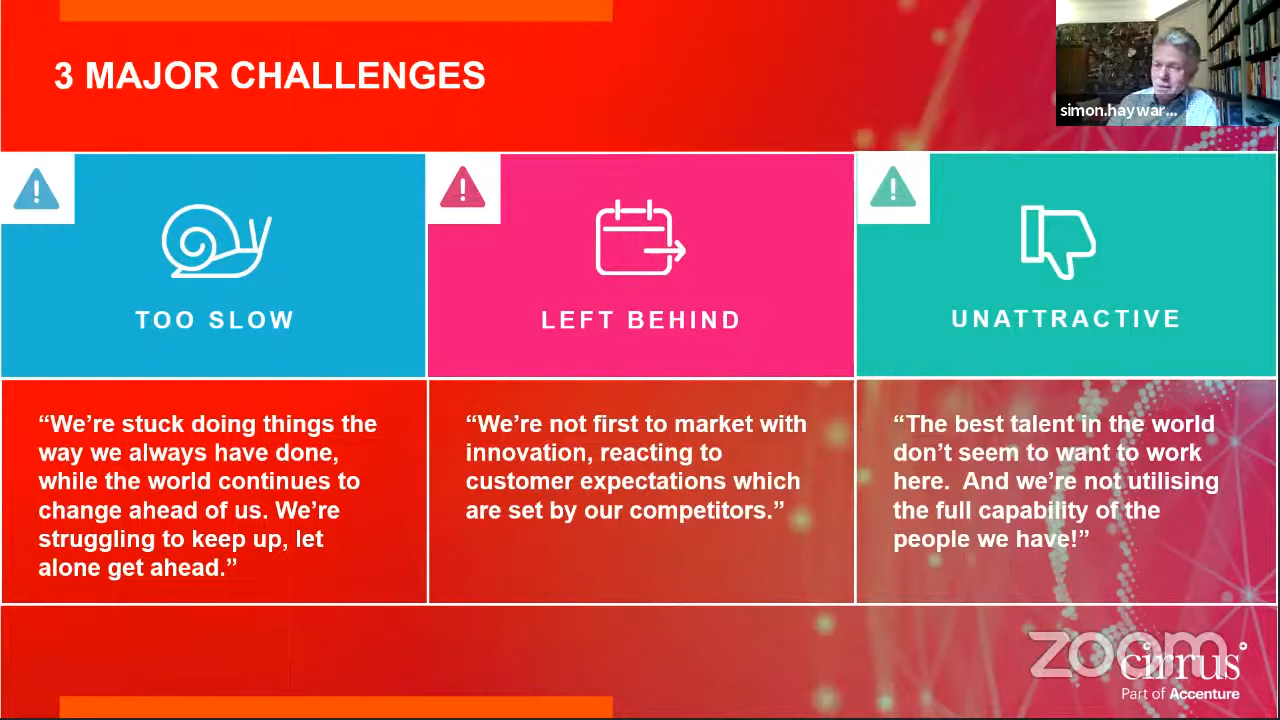 3 MAJOR CHALLENGES
simon.haywar...
TOO SLOW
LEFT BEHIND
UNATTRACTIVE
“We’re stuck doing things the
way we always have done,
while the world continues to
change ahead of us. We’re
struggling to keep up, let
alone get ahead.”
“We’re not first to market with
innovation, reacting to
customer expectations which
are set by our competitors.”
“The best talent in the world
don’t seem to want to work
here.  And we’re not utilising
the full capability of the
people we have!”
zoom
cirrus
Part of Accenture